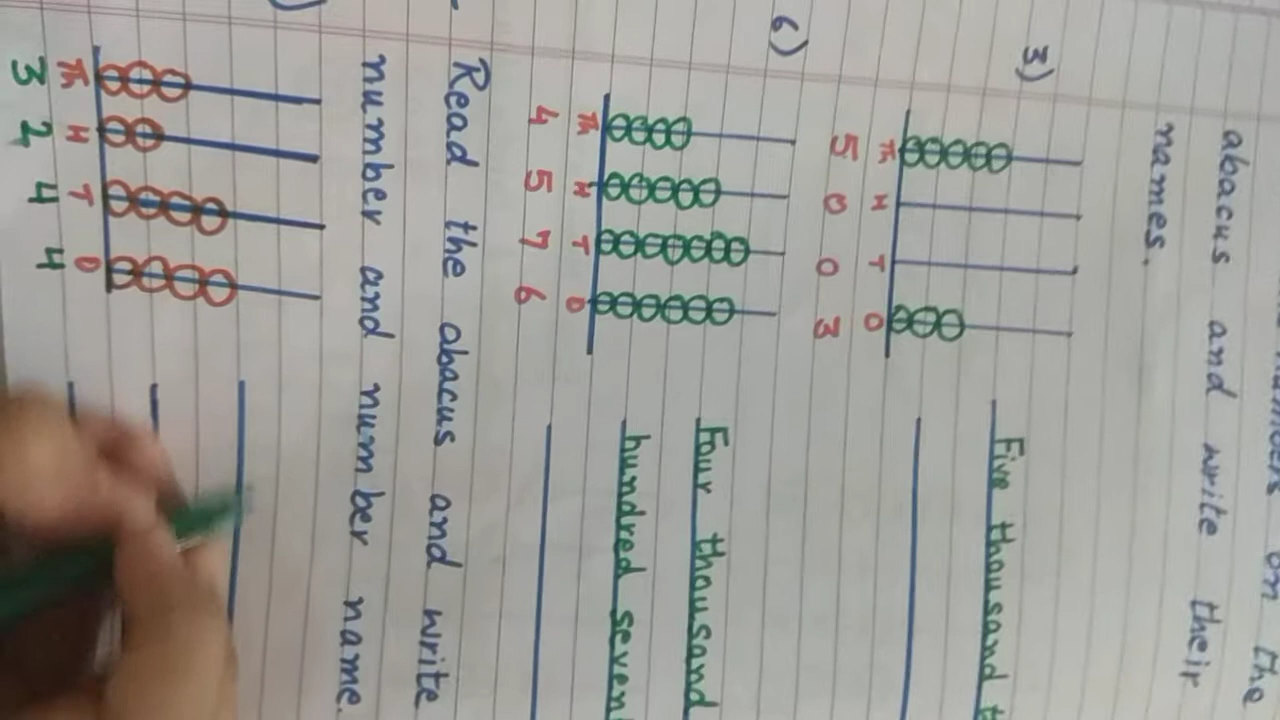 abacus and write their
names.
3)
Th H T O
5 0 0 3
Five thousand
6)
Th H T O
4 5 7 6
Four thousand
hundred
Read the abacus and write
number and number name.
Th H T O
3 2 4 4